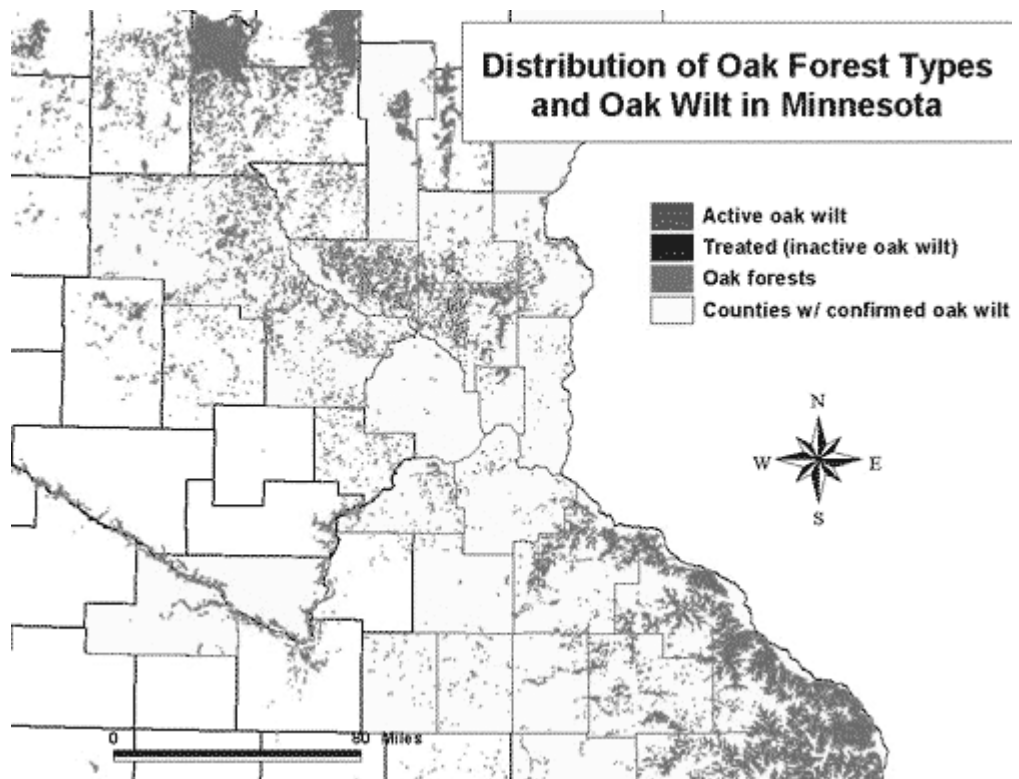 Distribution of Oak Forest Types
and Oak Wilt in Minnesota
Active oak wilt
Treated (inactive oak wilt)
Oak forests
Counties w/ confirmed oak wilt
N
W E
S
0 80 Miles